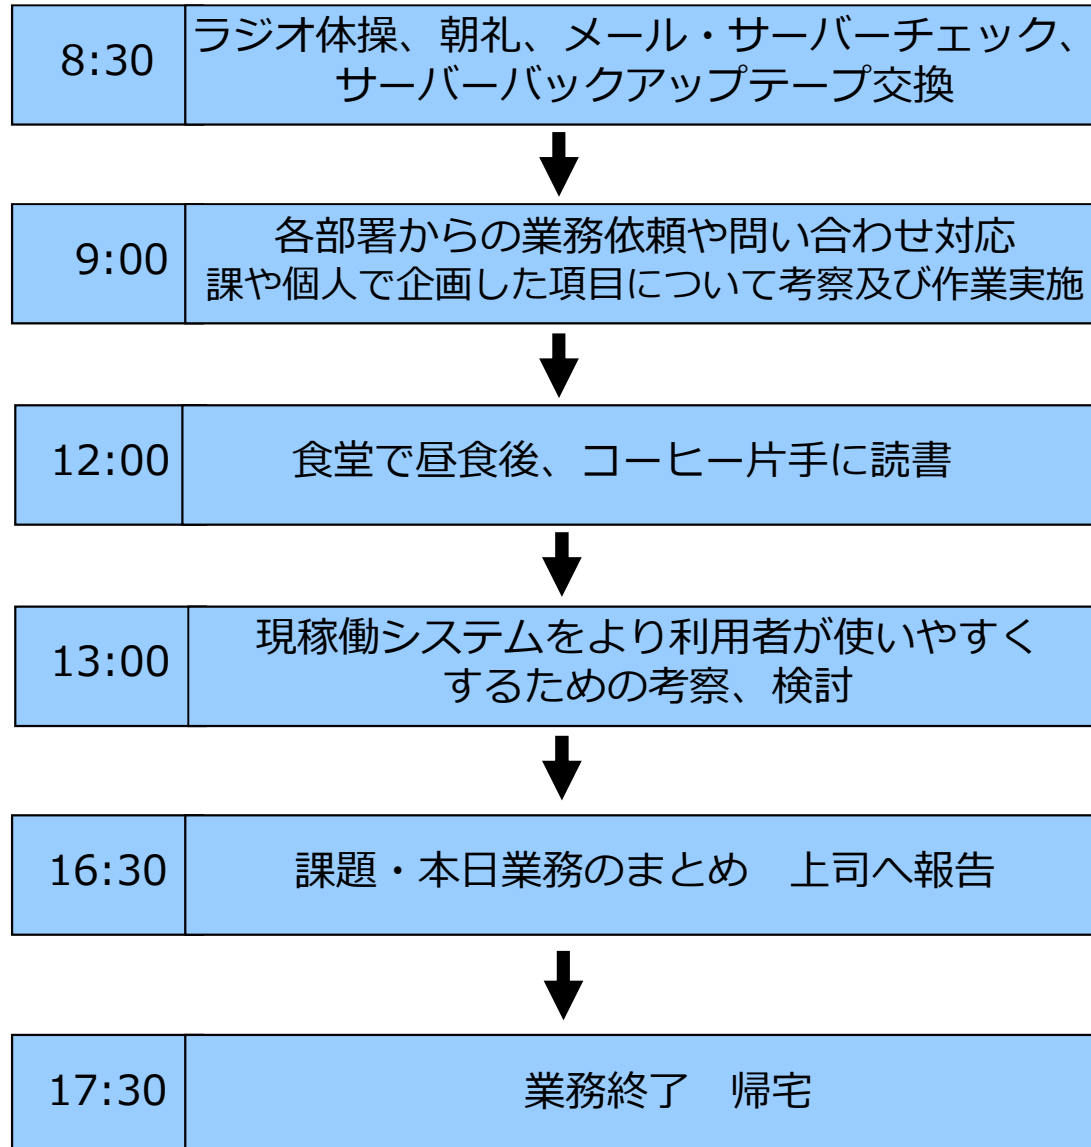 8:30
ラジオ体操、朝礼、メール・サーバーチェック、
サーバーバックアップテープ交換
9:00
各部署からの業務依頼や問い合わせ対応
課や個人で企画した項目について考察及び作業実施
12:00
食堂で昼食後、コーヒー片手に読書
13:00
現稼働システムをより利用者が使いやすく
するための考察、検討
16:30
課題・本日業務のまとめ　上司へ報告
17:30
業務終了　帰宅